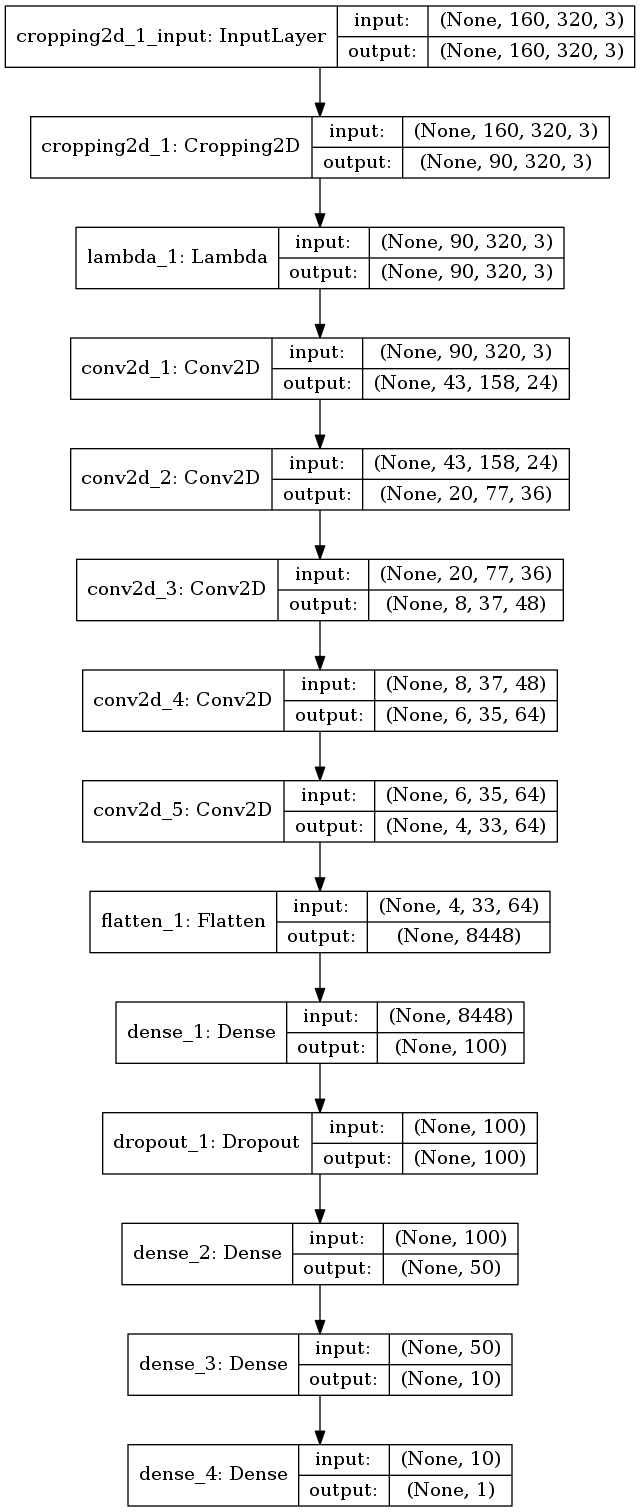 cropping2d_1_input: InputLayer
input: (None, 160, 320, 3)
output: (None, 160, 320, 3)
cropping2d_1: Cropping2D
input: (None, 160, 320, 3)
output: (None, 90, 320, 3)
lambda_1: Lambda
input: (None, 90, 320, 3)
output: (None, 90, 320, 3)
conv2d_1: Conv2D
input: (None, 90, 320, 3)
output: (None, 43, 158, 24)
conv2d_2: Conv2D
input: (None, 43, 158, 24)
output: (None, 20, 77, 36)
conv2d_3: Conv2D
input: (None, 20, 77, 36)
output: (None, 8, 37, 48)
conv2d_4: Conv2D
input: (None, 8, 37, 48)
output: (None, 6, 35, 64)
conv2d_5: Conv2D
input: (None, 6, 35, 64)
output: (None, 4, 33, 64)
flatten_1: Flatten
input: (None, 4, 33, 64)
output: (None, 8448)
dense_1: Dense
input: (None, 8448)
output: (None, 100)
dropout_1: Dropout
input: (None, 100)
output: (None, 100)
dense_2: Dense
input: (None, 100)
output: (None, 50)
dense_3: Dense
input: (None, 50)
output: (None, 10)
dense_4: Dense
input: (None, 10)
output: (None, 1)